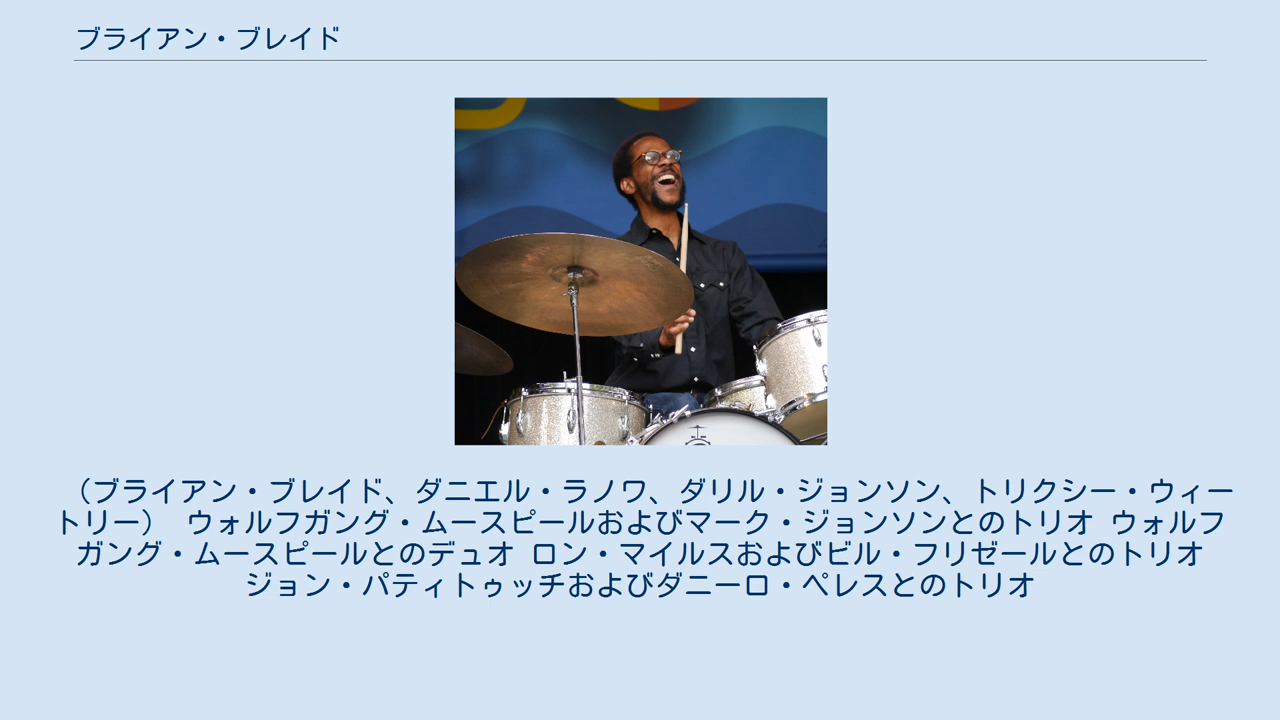 ブライアン・ブレイド
（ブライアン・ブレイド、ダニエル・ラノワ、ダリル・ジョンソン、トリクシー・ウィー
トリー） ウォルフガング・ムースピールおよびマーク・ジョンソンとのトリオ ウォルフ
ガング・ムースピールとのデュオ ロン・マイルスおよびビル・フリゼールとのトリオ
ジョン・パティトゥッチおよびダニーロ・ペレスとのトリオ